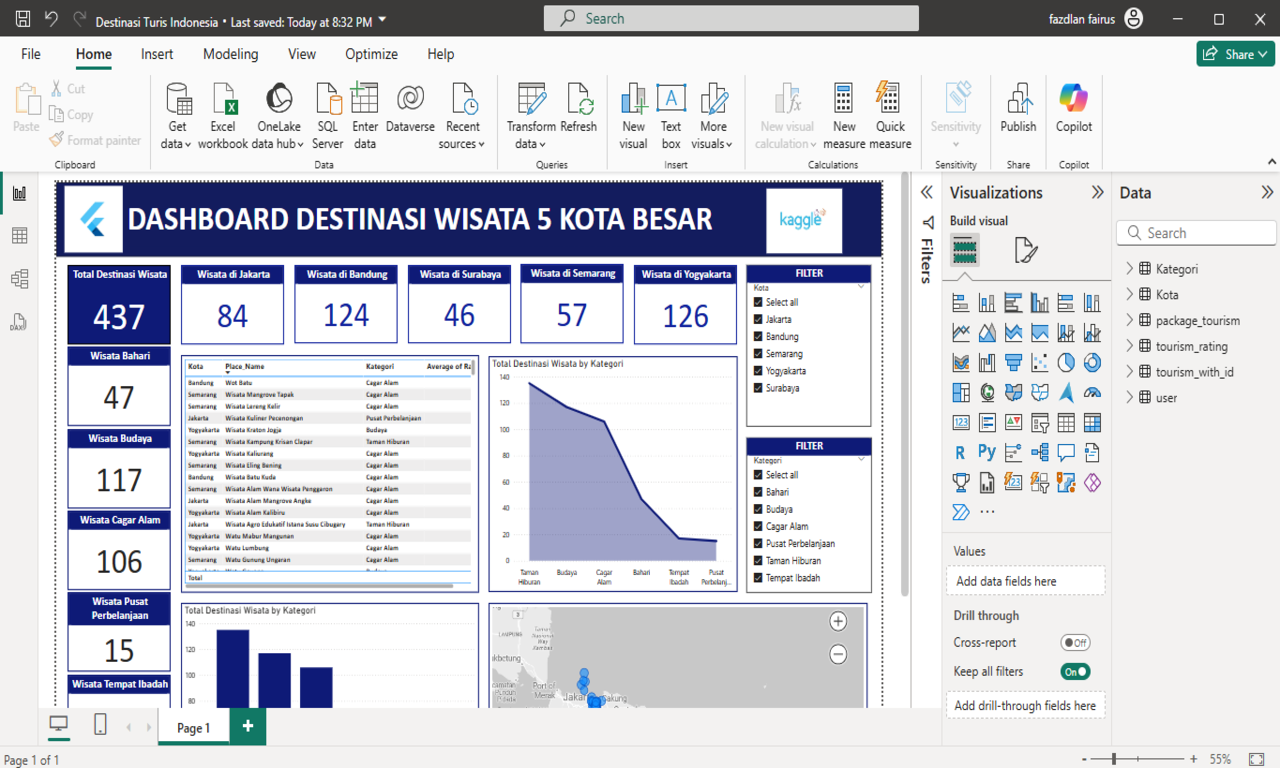 Destinasi Turis Indonesia • Last saved: Today at 8:32 PM
Search
fazdlan fairus
File
Home
Insert
Modeling
View
Optimize
Help
Share
Paste
Cut
Copy
Format painter
Clipboard
Get data
Excel workbook
OneLake data hub
SQL Server
Enter data
Dataverse
Recent sources
Data
Transform data
Refresh
Queries
New visual
Text box
More visuals
Insert
New visual calculation
New measure
Quick measure
Calculations
Sensitivity
Sensitivity
Publish
Share
Copilot
Copilot
DASHBOARD DESTINASI WISATA 5 KOTA BESAR
kaggle
Total Destinasi Wisata
437
Wisata di Jakarta
84
Wisata di Bandung
124
Wisata di Surabaya
46
Wisata di Semarang
57
Wisata di Yogyakarta
126
Wisata Bahari
47
Wisata Budaya
117
Wisata Cagar Alam
106
Wisata Pusat
Perbelanjaan
15
Wisata Tempat Ibadah
Kota Place_Name Kategori Average of Ra
Bandung Wot Batu Cagar Alam
Semarang Wisata Mangrove Tapak Cagar Alam
Semarang Wisata Lereng Kelir Cagar Alam
Jakarta Wisata Kuliner Pecenongan Pusat Perbelanjaan
Yogyakarta Wisata Kraton Jogja Budaya
Semarang Wisata Kampung Krisan Clapar Taman Hiburan
Yogyakarta Wisata Kaliurang Cagar Alam
Semarang Wisata Eling Bening Cagar Alam
Bandung Wisata Batu Kuda Cagar Alam
Semarang Wisata Alam Wana Wisata Penggaron Cagar Alam
Jakarta Wisata Alam Mangrove Angke Cagar Alam
Yogyakarta Wisata Alam Kalibiru Cagar Alam
Jakarta Wisata Agro Edukatif Istana Susu Cibugary Taman Hiburan
Yogyakarta Watu Mabur Mangunan Cagar Alam
Yogyakarta Watu Lumbung Cagar Alam
Semarang Watu Gunung Ungaran Cagar Alam
Total
Total Destinasi Wisata by Kategori
140
120
100
80
60
40
20
0
Taman Hiburan
Budaya
Cagar Alam
Bahari
Tempat Ibadah
Pusat Perbelanj...
FILTER
Kota
Select all
Jakarta
Bandung
Semarang
Yogyakarta
Surabaya
FILTER
Kategori
Select all
Bahari
Budaya
Cagar Alam
Pusat Perbelanjaan
Taman Hiburan
Tempat Ibadah
Total Destinasi Wisata by Kategori
140
120
100
80
LAMPUNG
Port of
Merak
Filters
Visualizations
Build visual
R
Py
123
Values
Add data fields here
Drill through
Cross-report
Off
Keep all filters
On
Add drill-through fields here
Data
Search
Kategori
Kota
package_tourism
tourism_rating
tourism_with_id
user
Page 1
Page 1 of 1
55%